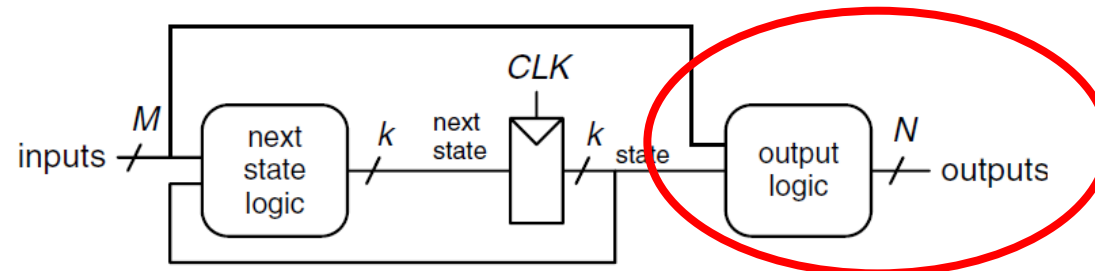 CLK
M
inputs
next
state
logic
k
next
state
k
state
output
logic
N
outputs